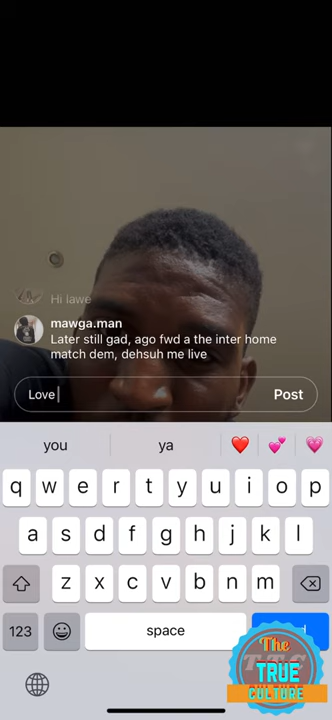 Hi lawe
mawga.man
Later still gad, ago fwd a the inter home
match dem, dehsuh me live
Love
Post
you
ya
q w e r t y u i o p
a s d f g h j k l
z x c v b n m
123
space
The
TRUE
CULTURE